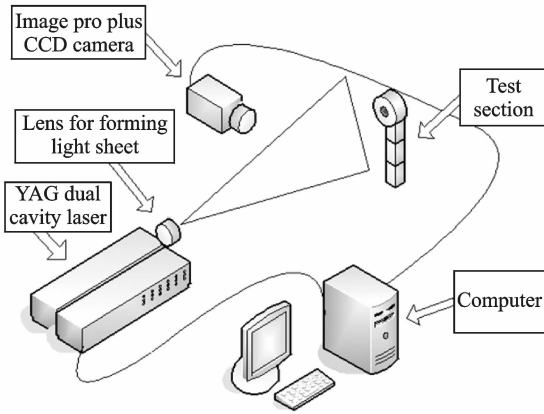 Image pro plus
CCD camera
Lens for forming
light sheet
YAG dual
cavity laser
Test
section
Computer